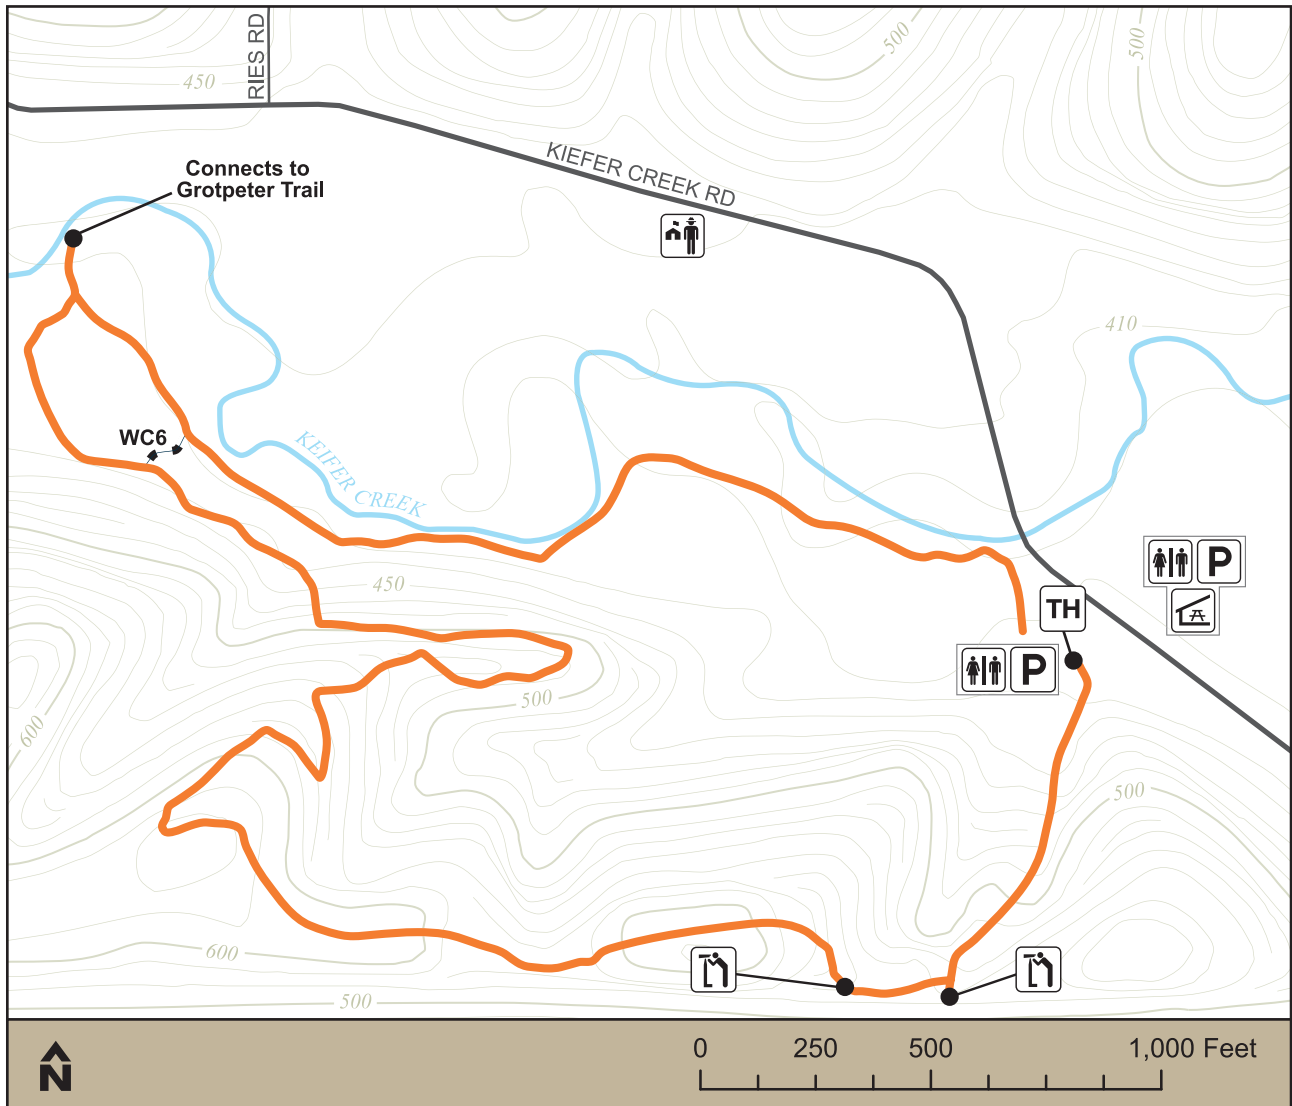 RIES RD
500
500
450
KIEFER CREEK RD
Connects to
Grotpeter Trail
410
WC6
KEIFER CREEK
450
P
TH
P
500
600
500
600
500
N
0 250 500 1,000 Feet